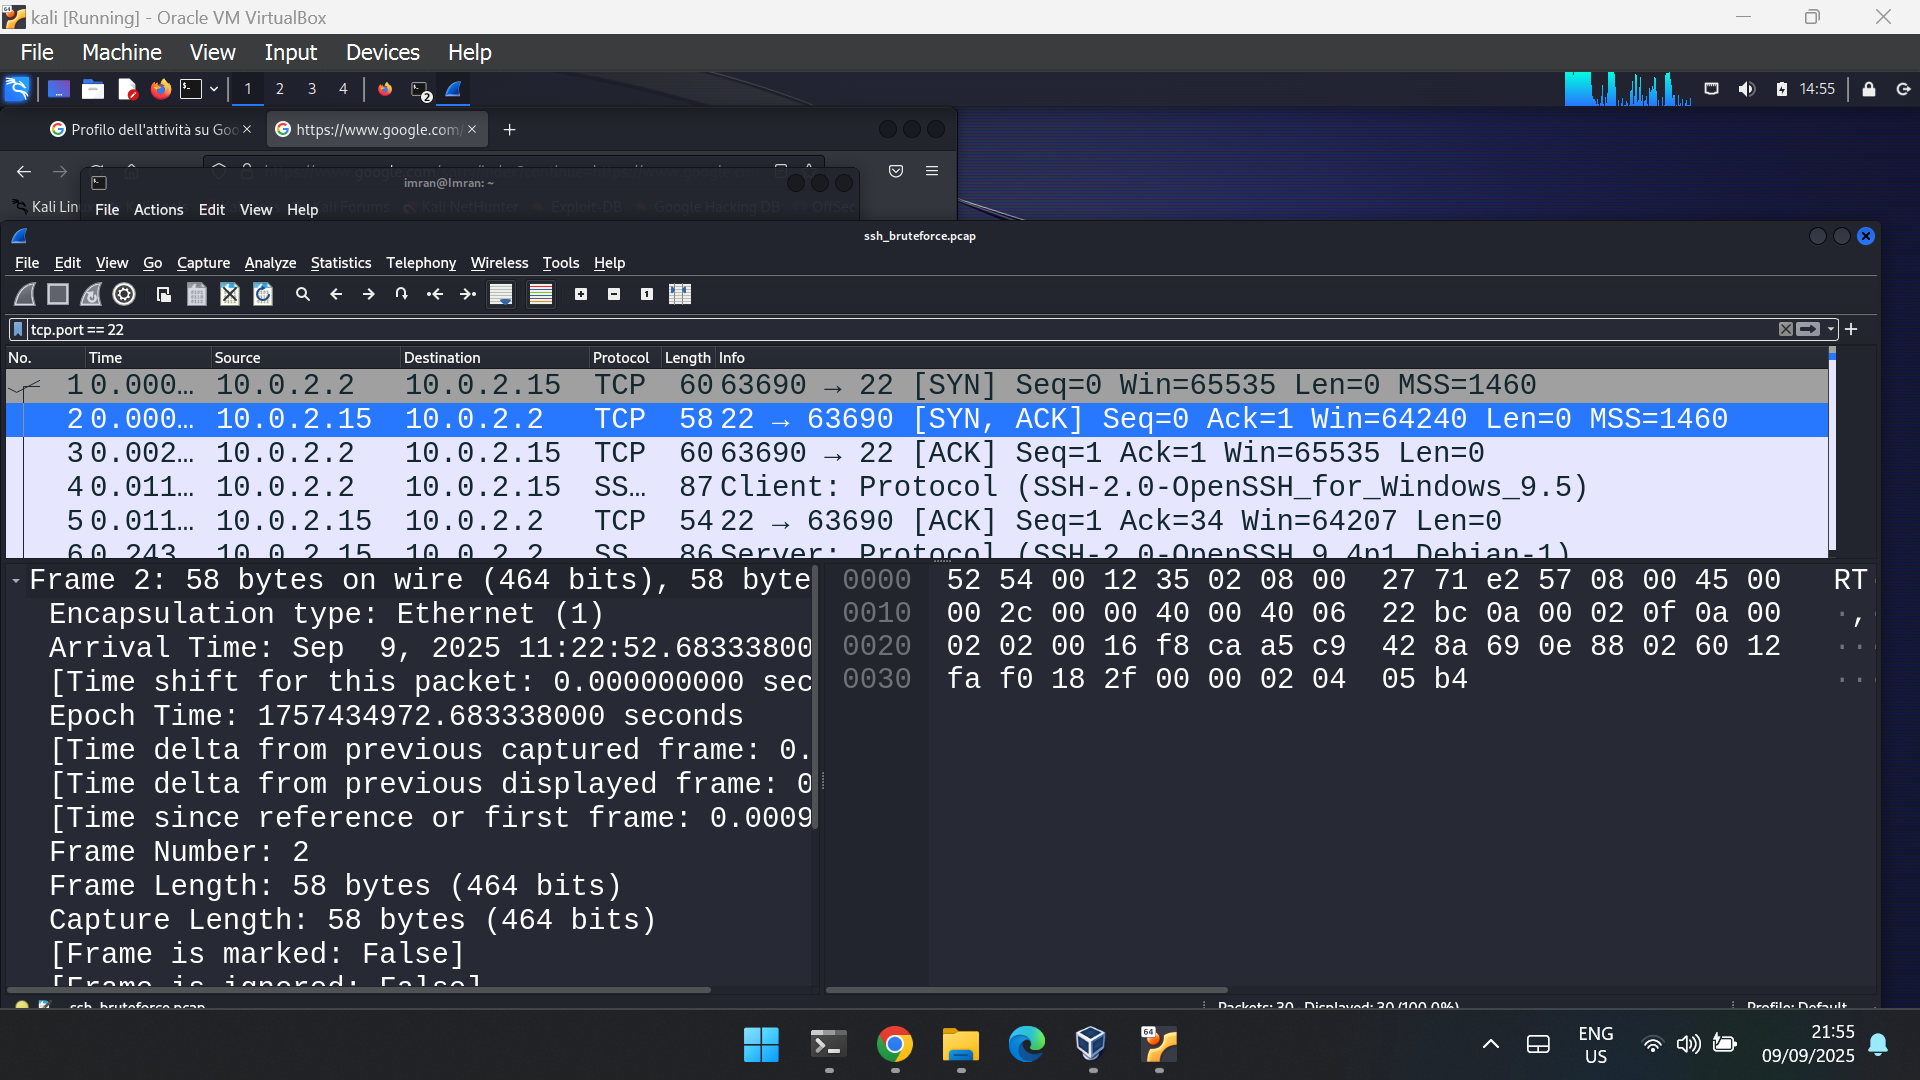 kali [Running] - Oracle VM VirtualBox
File Machine View Input Devices Help
1 2 3 4 2 14:55
Profilo dell'attività su Goo https://www.google.com/
imran@Imran: ~
Kali Lin
File Actions Edit View Help
ssh_bruteforce.pcap
File Edit View Go Capture Analyze Statistics Telephony Wireless Tools Help
tcp.port == 22
No. Time Source Destination Protocol Length Info
1 0.000… 10.0.2.2 10.0.2.15 TCP 60 63690 → 22 [SYN] Seq=0 Win=65535 Len=0 MSS=1460
2 0.000… 10.0.2.15 10.0.2.2 TCP 58 22 → 63690 [SYN, ACK] Seq=0 Ack=1 Win=64240 Len=0 MSS=1460
3 0.002… 10.0.2.2 10.0.2.15 TCP 60 63690 → 22 [ACK] Seq=1 Ack=1 Win=65535 Len=0
4 0.011… 10.0.2.2 10.0.2.15 SS… 87 Client: Protocol (SSH-2.0-OpenSSH_for_Windows_9.5)
5 0.011… 10.0.2.15 10.0.2.2 TCP 54 22 → 63690 [ACK] Seq=1 Ack=34 Win=64207 Len=0
6 0.243 10.0.2.15 10.0.2.2 SS 86 Server: Protocol (SSH-2.0-OpenSSH_9.4p1 Debian-1)
Frame 2: 58 bytes on wire (464 bits), 58 byte
Encapsulation type: Ethernet (1)
Arrival Time: Sep  9, 2025 11:22:52.683338000
[Time shift for this packet: 0.000000000 sec
Epoch Time: 1757434972.683338000 seconds
[Time delta from previous captured frame: 0.
[Time delta from previous displayed frame: 0
[Time since reference or first frame: 0.0009
Frame Number: 2
Frame Length: 58 bytes (464 bits)
Capture Length: 58 bytes (464 bits)
[Frame is marked: False]
[Frame is ignored: False]
0000 52 54 00 12 35 02 08 00 27 71 e2 57 08 00 45 00 RT
0010 00 2c 00 00 40 00 40 06 22 bc 0a 00 02 0f 0a 00 ·,
0020 02 02 00 16 f8 ca a5 c9 42 8a 69 0e 88 02 60 12 ··
0030 fa f0 18 2f 00 00 02 04 05 b4 ··
ssh_bruteforce.pcap Packets: 30 Displayed: 30 (100.0%) Profile: Default
64
ENG
US
21:55
09/09/2025